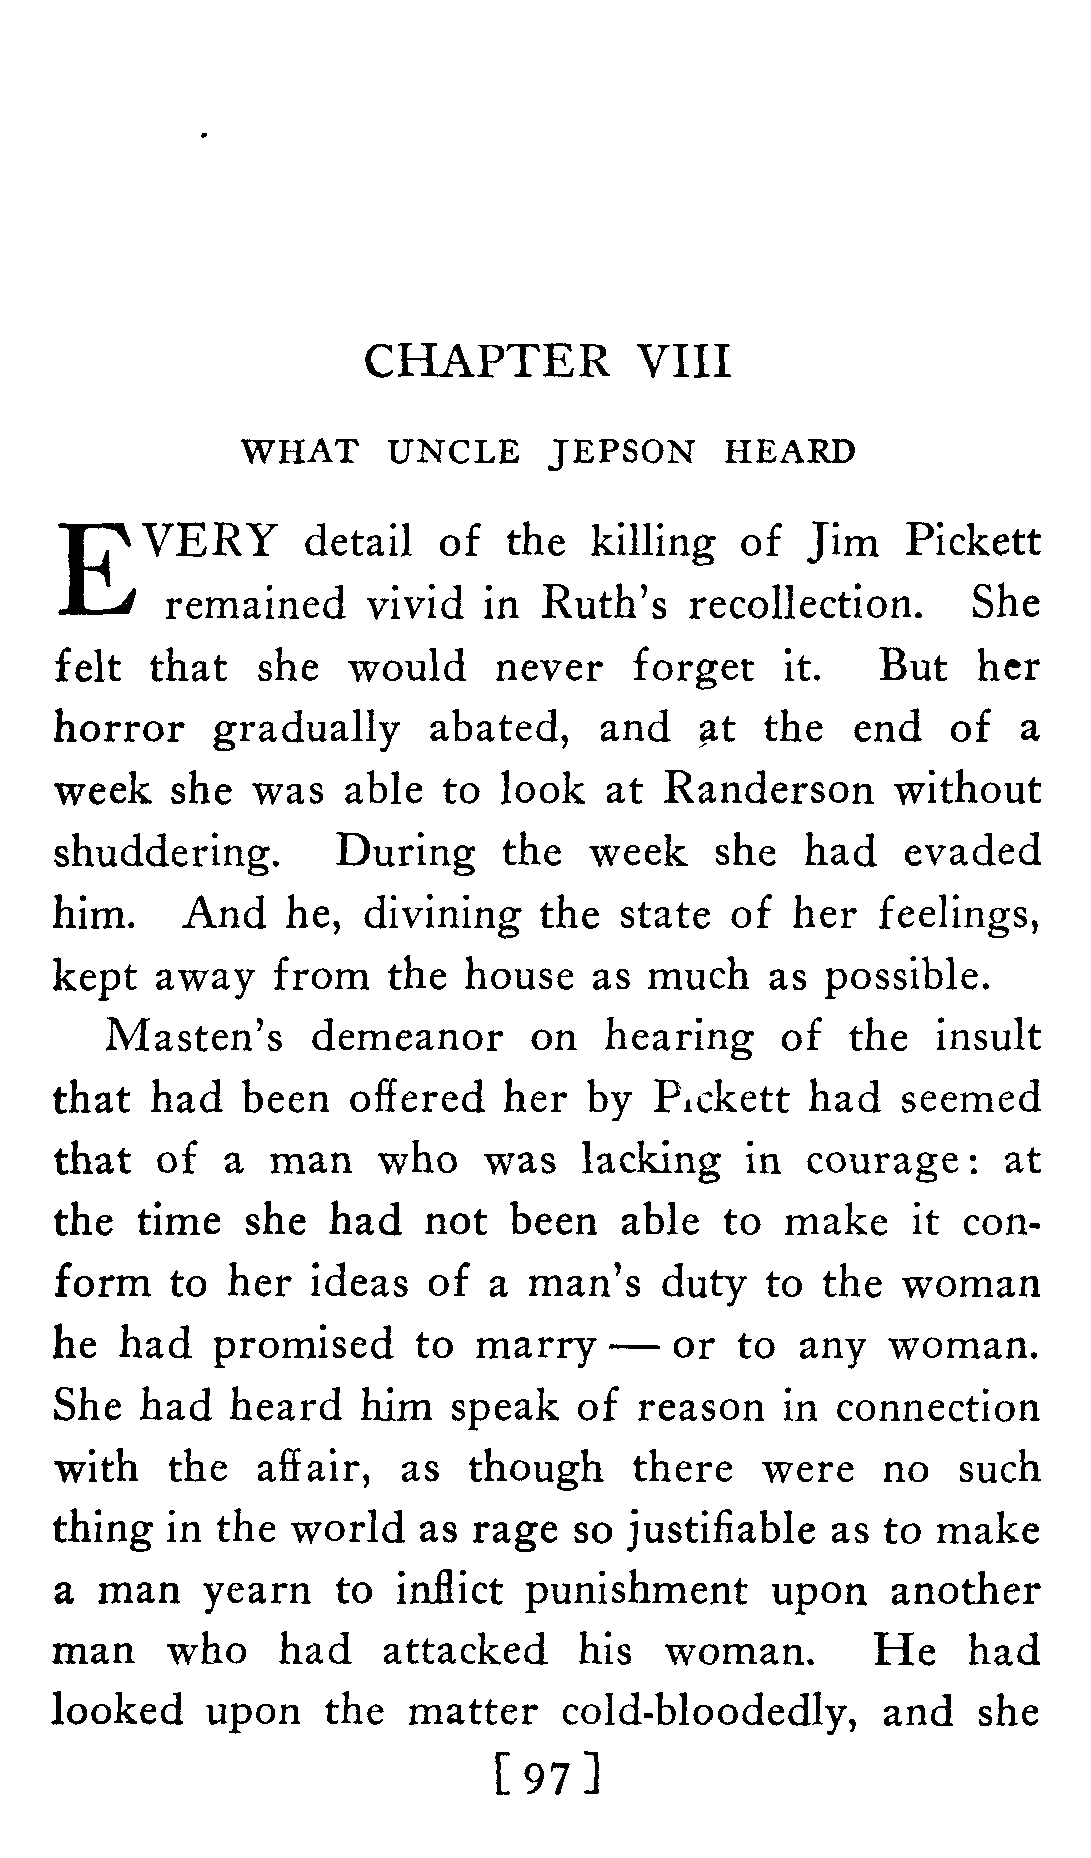 CHAPTER VIII
WHAT UNCLE JEPSON HEARD
EVERY detail of the killing of Jim Pickett
remained vivid in Ruth's recollection. She
felt that she would never forget it. But her
horror gradually abated, and at the end of a
week she was able to look at Randerson without
shuddering. During the week she had evaded
him. And he, divining the state of her feelings,
kept away from the house as much as possible.
Masten's demeanor on hearing of the insult
that had been offered her by Pickett had seemed
that of a man who was lacking in courage: at
the time she had not been able to make it con-
form to her ideas of a man's duty to the woman
he had promised to marry — or to any woman.
She had heard him speak of reason in connection
with the affair, as though there were no such
thing in the world as rage so justifiable as to make
a man yearn to inflict punishment upon another
man who had attacked his woman. He had
looked upon the matter cold-bloodedly, and she
[97]